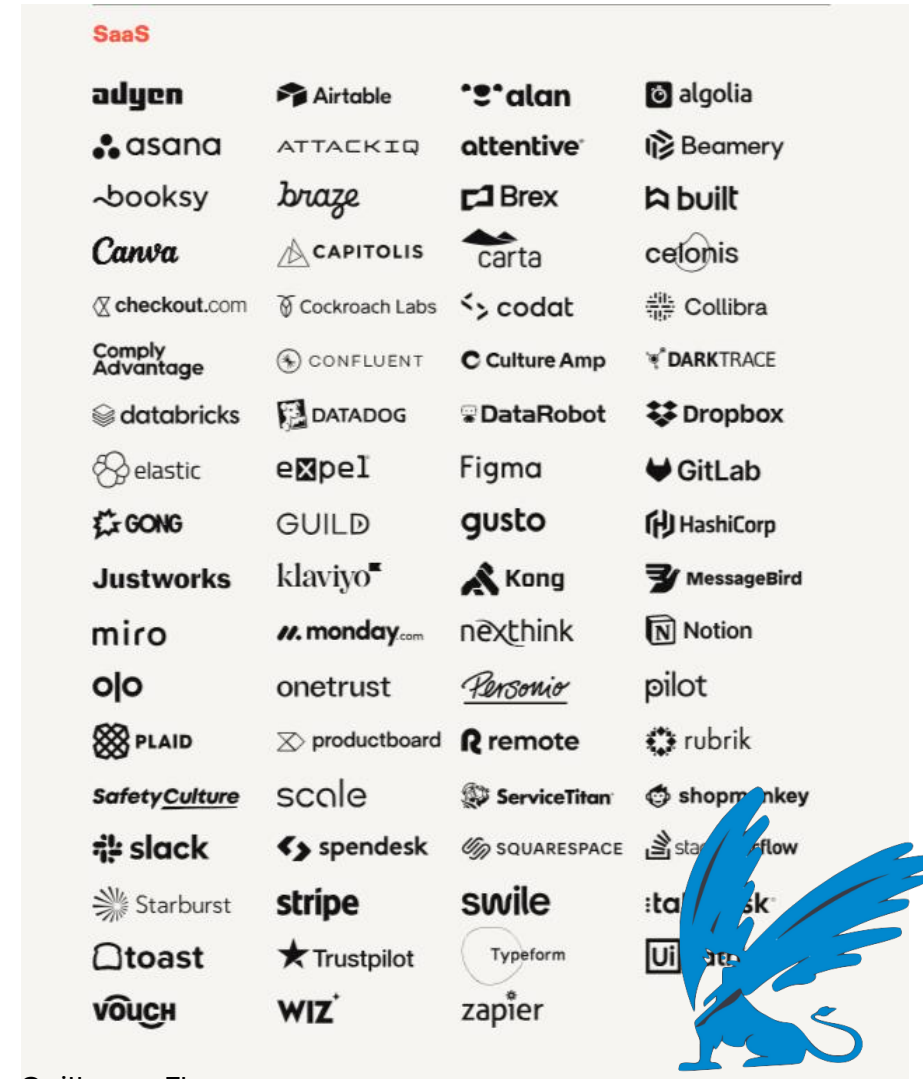 SaaS
adyen Airtable alan algolia
asana ATTACKIQ attentive Beamery
booksy braze Brex built
Canva CAPITOLIS carta celonis
checkout.com Cockroach Labs codat Collibra
Comply
Advantage CONFLUENT Culture Amp DARKTRACE
databricks DATADOG DataRobot Dropbox
elastic expel Figma GitLab
GONG GUILD gusto HashiCorp
Justworks klaviyo Kong MessageBird
miro monday.com nexthink N Notion
olo onetrust Personio pilot
PLAID productboard remote rubrik
SafetyCulture scale ServiceTitan
slack spendesk SQUARESPACE
Starburst stripe swile
toast Trustpilot Typeform Ui
VOUCH WIZ zapier